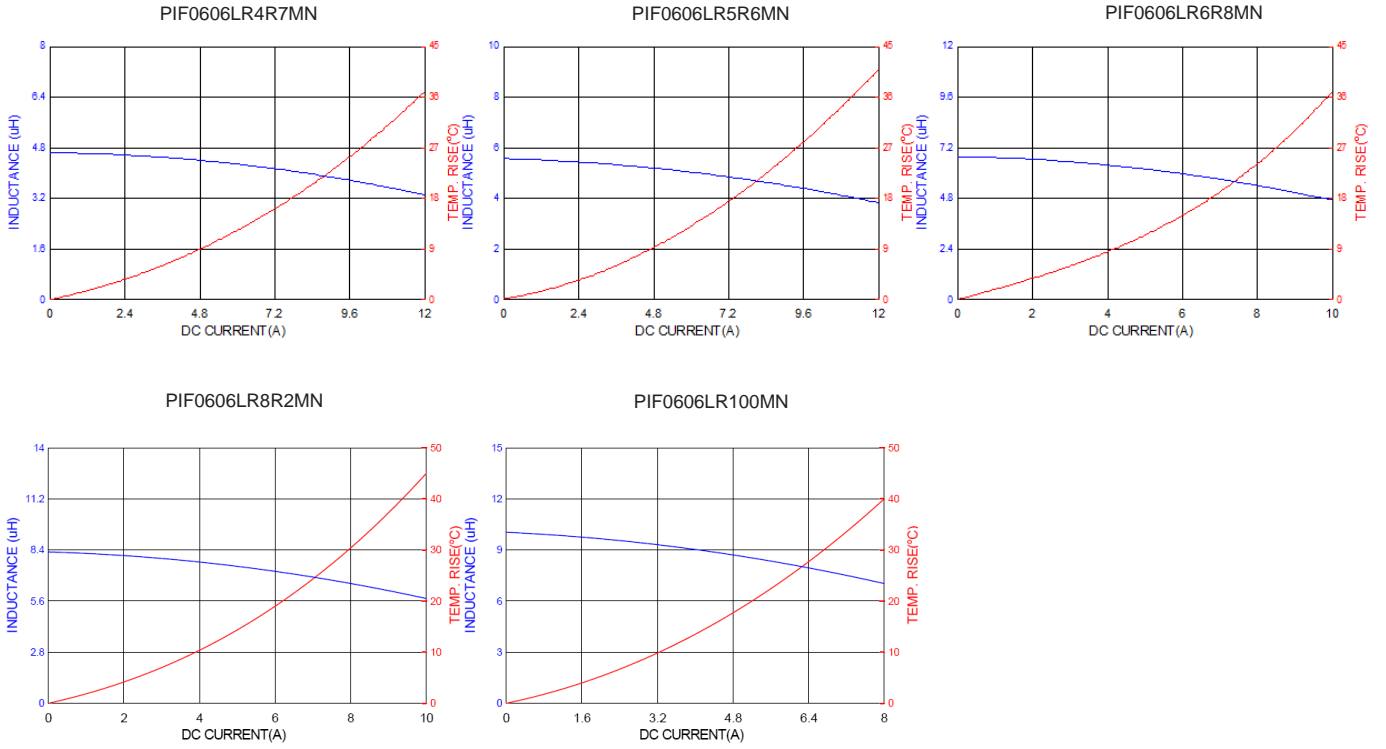 PIF0606LR4R7MN
8
6.4
4.8
3.2
1.6
0
INDUCTANCE (uH)
45
36
27
18
9
0
TEMP. RISE(ºC)
0 2.4 4.8 7.2 9.6 12
DC CURRENT(A)
PIF0606LR5R6MN
10
8
6
4
2
0
INDUCTANCE (uH)
45
36
27
18
9
0
TEMP. RISE(ºC)
0 2.4 4.8 7.2 9.6 12
DC CURRENT(A)
PIF0606LR6R8MN
12
9.6
7.2
4.8
2.4
0
INDUCTANCE (uH)
45
36
27
18
9
0
TEMP. RISE(ºC)
0 2 4 6 8 10
DC CURRENT(A)
PIF0606LR8R2MN
14
11.2
8.4
5.6
2.8
0
INDUCTANCE (uH)
50
40
30
20
10
0
TEMP. RISE(ºC)
0 2 4 6 8 10
DC CURRENT(A)
PIF0606LR100MN
15
12
9
6
3
0
INDUCTANCE (uH)
50
40
30
20
10
0
TEMP. RISE(ºC)
0 1.6 3.2 4.8 6.4 8
DC CURRENT(A)